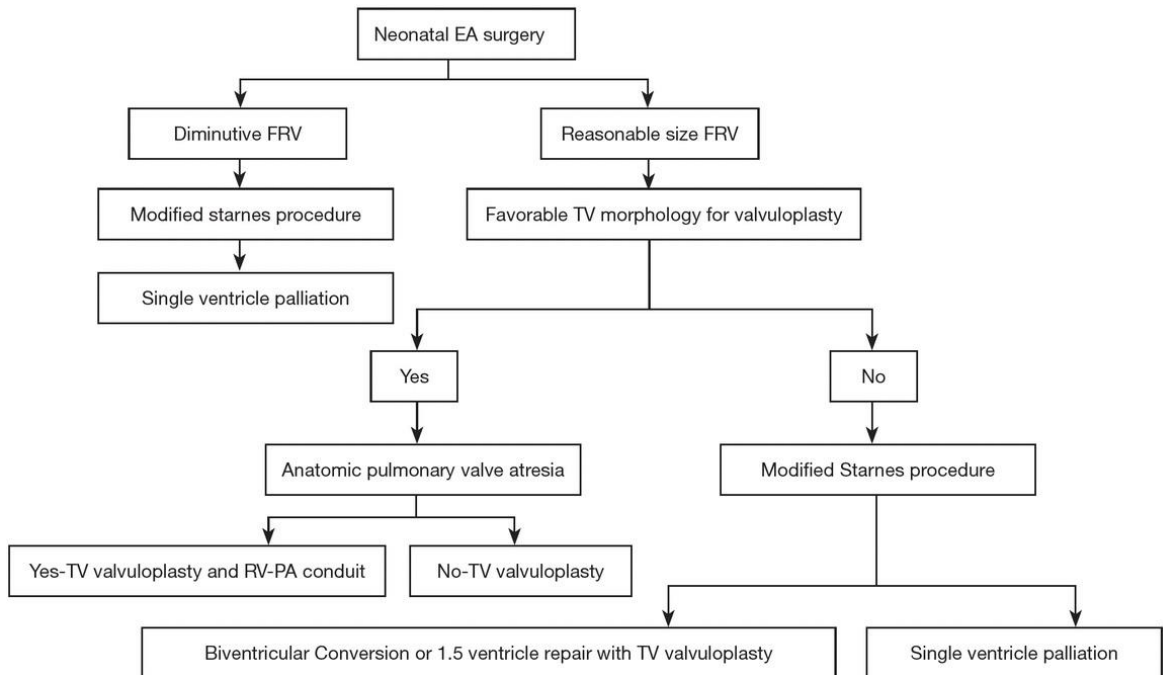 Neonatal EA surgery
Diminutive FRV
Reasonable size FRV
Modified starnes procedure
Favorable TV morphology for valvuloplasty
Single ventricle palliation
Yes
No
Anatomic pulmonary valve atresia
Modified Starnes procedure
Yes-TV valvuloplasty and RV-PA conduit
No-TV valvuloplasty
Biventricular Conversion or 1.5 ventricle repair with TV valvuloplasty
Single ventricle palliation